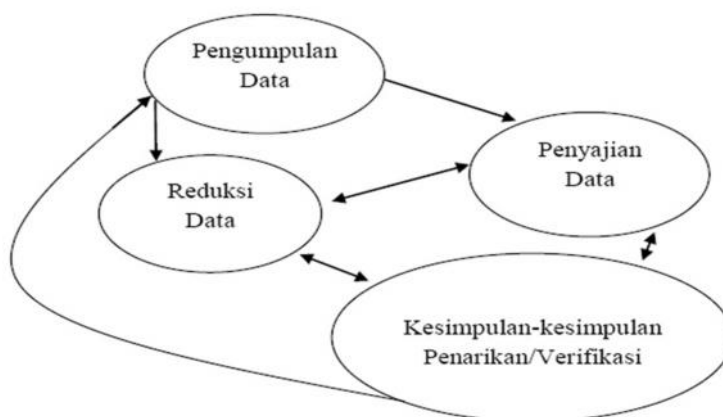 Pengumpulan
Data
Penyajian
Data
Reduksi
Data
Kesimpulan-kesimpulan
Penarikan/Verifikasi